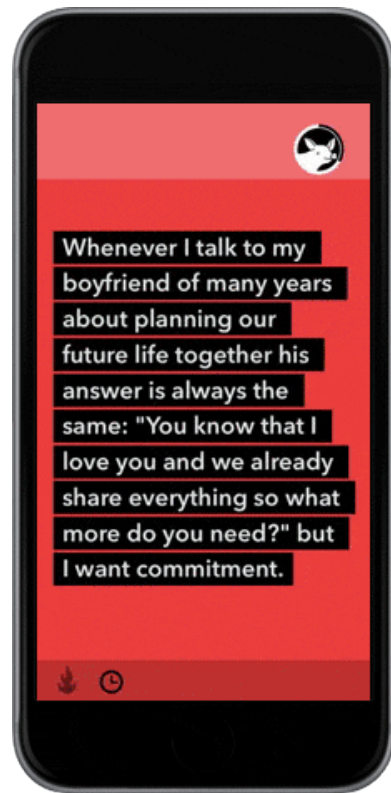 Whenever I talk to my
boyfriend of many years
about planning our
future life together his
answer is always the
same: "You know that I
love you and we already
share everything so what
more do you need?" but
I want commitment.